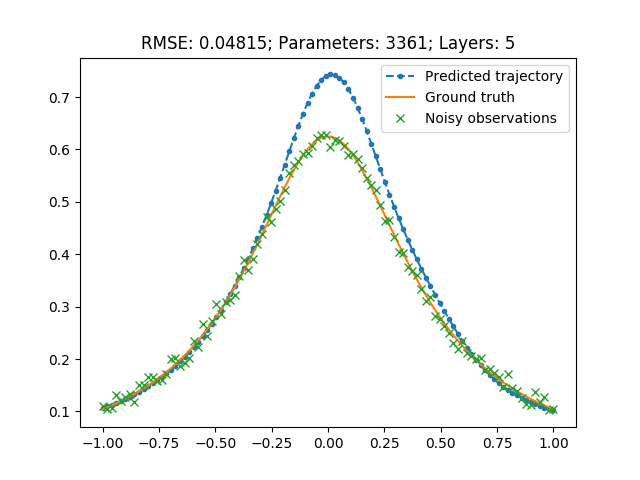 RMSE: 0.04815; Parameters: 3361; Layers: 5
Predicted trajectory
Ground truth
Noisy observations
0.7
0.6
0.5
0.4
0.3
0.2
0.1
−1.00 −0.75 −0.50 −0.25 0.00 0.25 0.50 0.75 1.00